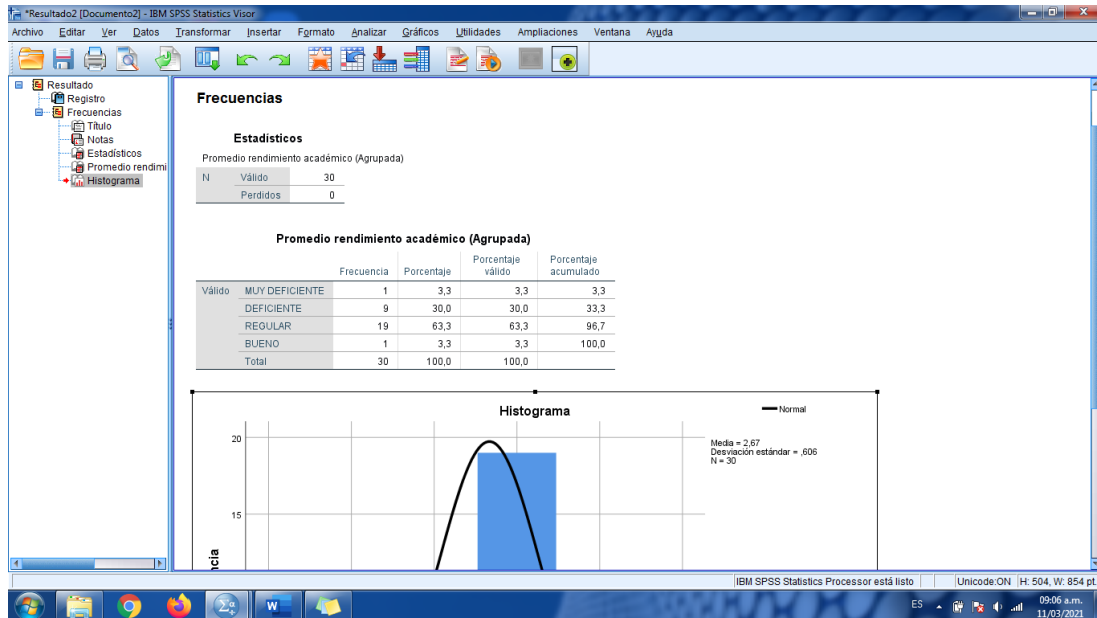 *Resultado2 [Documento2] - IBM SPSS Statistics Visor
Archivo Editar Ver Datos Transformar Insertar Formato Analizar Gráficos Utilidades Ampliaciones Ventana Ayuda
Resultado
Registro
Frecuencias
Título
Notas
Estadísticos
Promedio rendimi
Histograma
Frecuencias
Estadísticos
Promedio rendimiento académico (Agrupada)
N Válido 30
Perdidos 0
Promedio rendimiento académico (Agrupada)
Frecuencia Porcentaje Porcentaje válido Porcentaje acumulado
Válido MUY DEFICIENTE 1 3,3 3,3 3,3
DEFICIENTE 9 30,0 30,0 33,3
REGULAR 19 63,3 63,3 96,7
BUENO 1 3,3 3,3 100,0
Total 30 100,0 100,0
Histograma
Normal
Media = 2,67
Desviación estándar = ,606
N = 30
20
15
ncia
IBM SPSS Statistics Processor está listo Unicode:ON H: 504, W: 854 pt.
ES 09:06 a.m.
11/03/2021